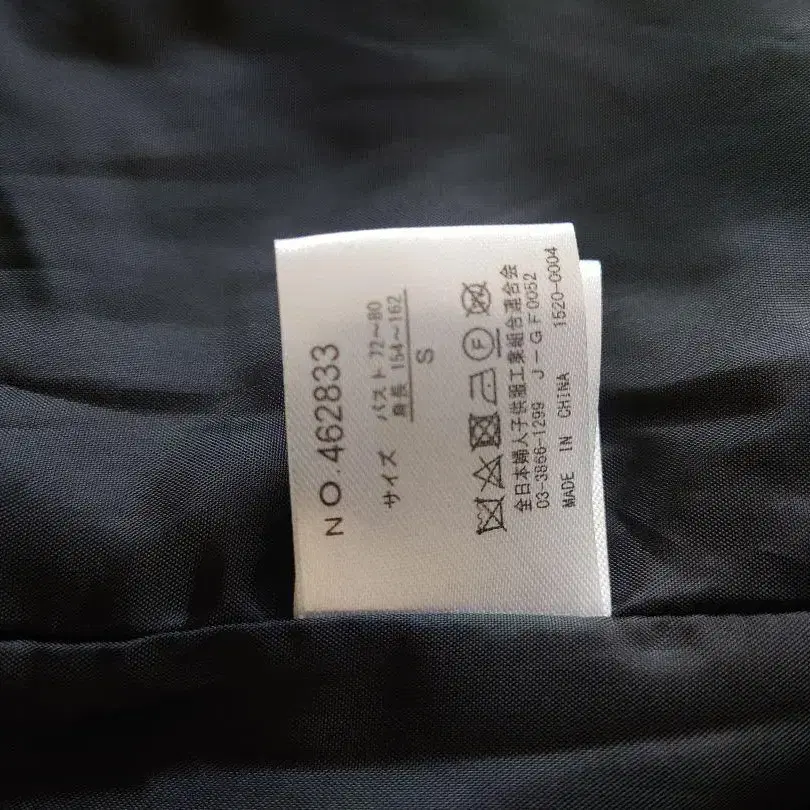 NO.462833
サイズ
バスト 72～80
身長 154～162
S
全日本婦人子供服工業組合連合会
03-3866-1299 J-GF0052
MADE IN CHINA 1520-0004